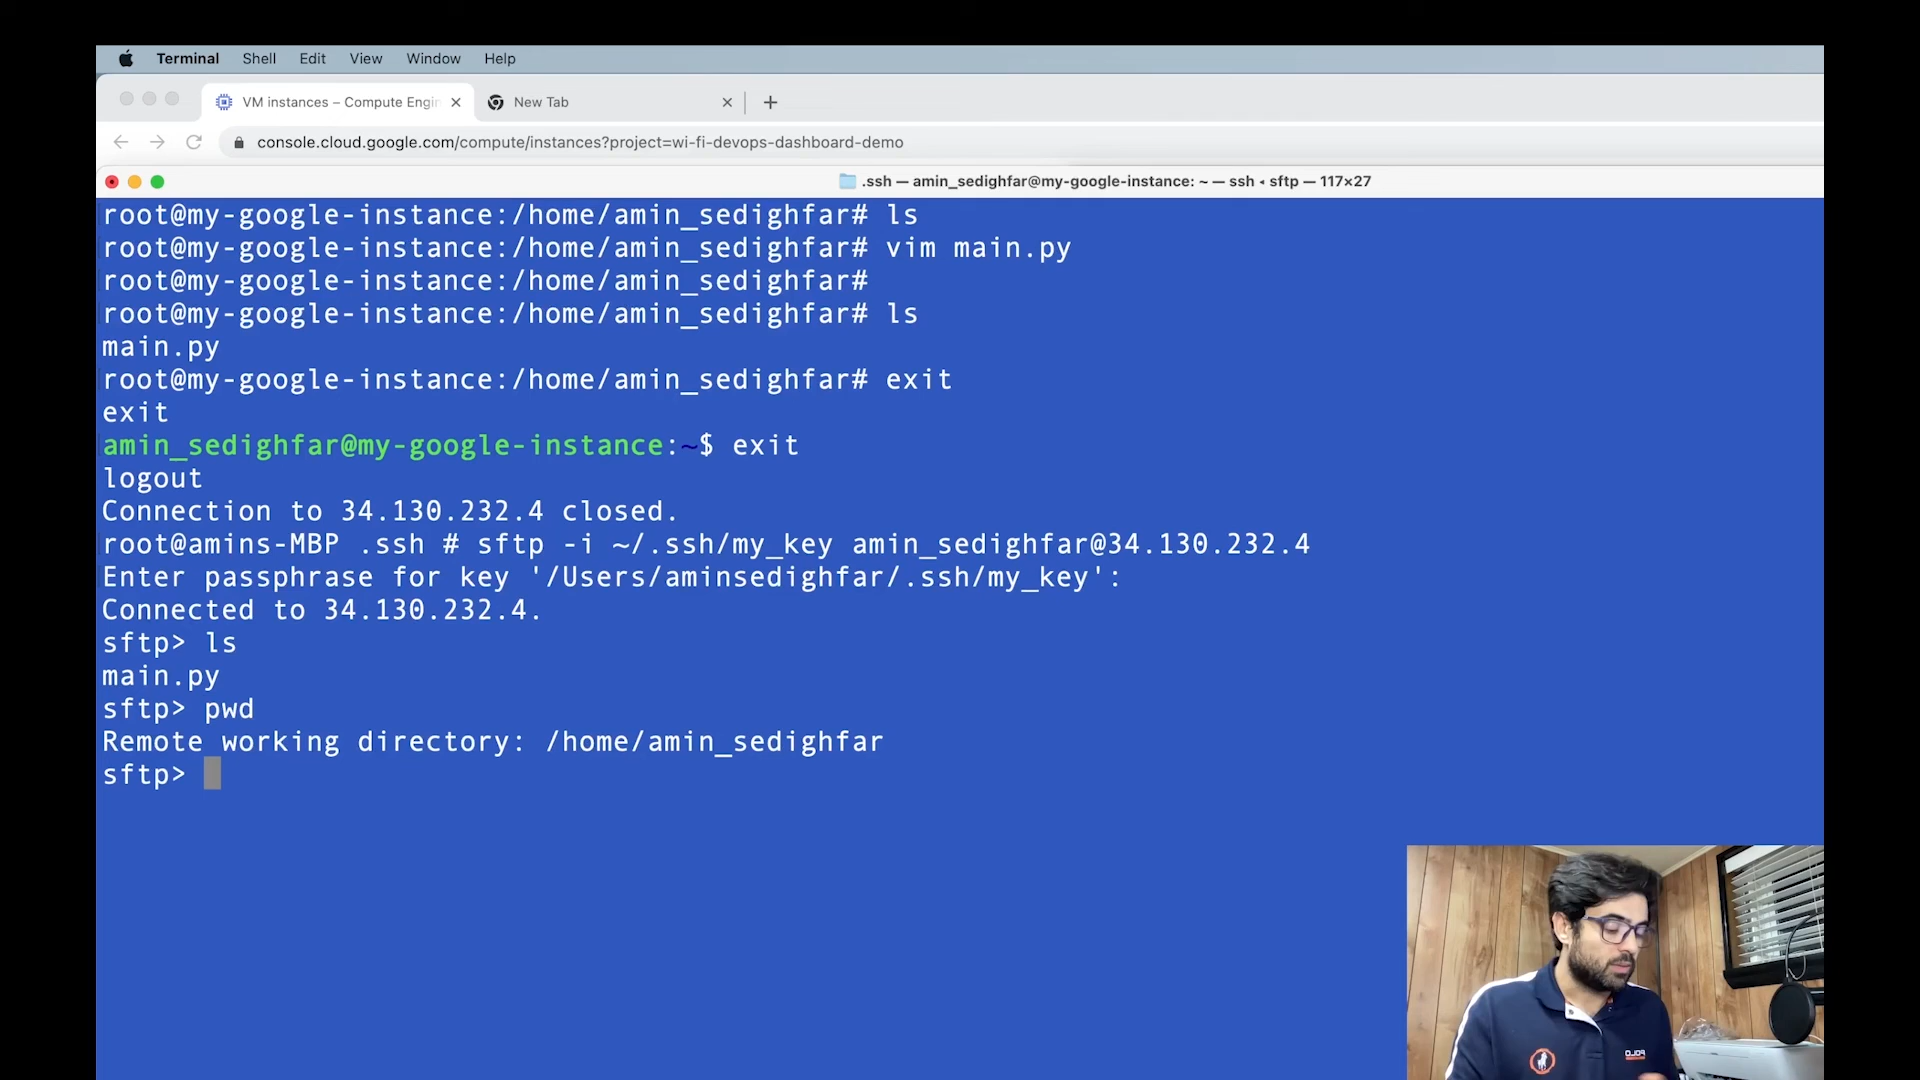 Terminal Shell Edit View Window Help
VM instances – Compute Engin New Tab
console.cloud.google.com/compute/instances?project=wi-fi-devops-dashboard-demo
.ssh — amin_sedighfar@my-google-instance: ~ — ssh ◂ sftp — 117×27
root@my-google-instance:/home/amin_sedighfar# ls
root@my-google-instance:/home/amin_sedighfar# vim main.py
root@my-google-instance:/home/amin_sedighfar#
root@my-google-instance:/home/amin_sedighfar# ls
main.py
root@my-google-instance:/home/amin_sedighfar# exit
exit
amin_sedighfar@my-google-instance:~$ exit
logout
Connection to 34.130.232.4 closed.
root@amins-MBP .ssh # sftp -i ~/.ssh/my_key amin_sedighfar@34.130.232.4
Enter passphrase for key '/Users/aminsedighfar/.ssh/my_key':
Connected to 34.130.232.4.
sftp> ls
main.py
sftp> pwd
Remote working directory: /home/amin_sedighfar
sftp>
POLO